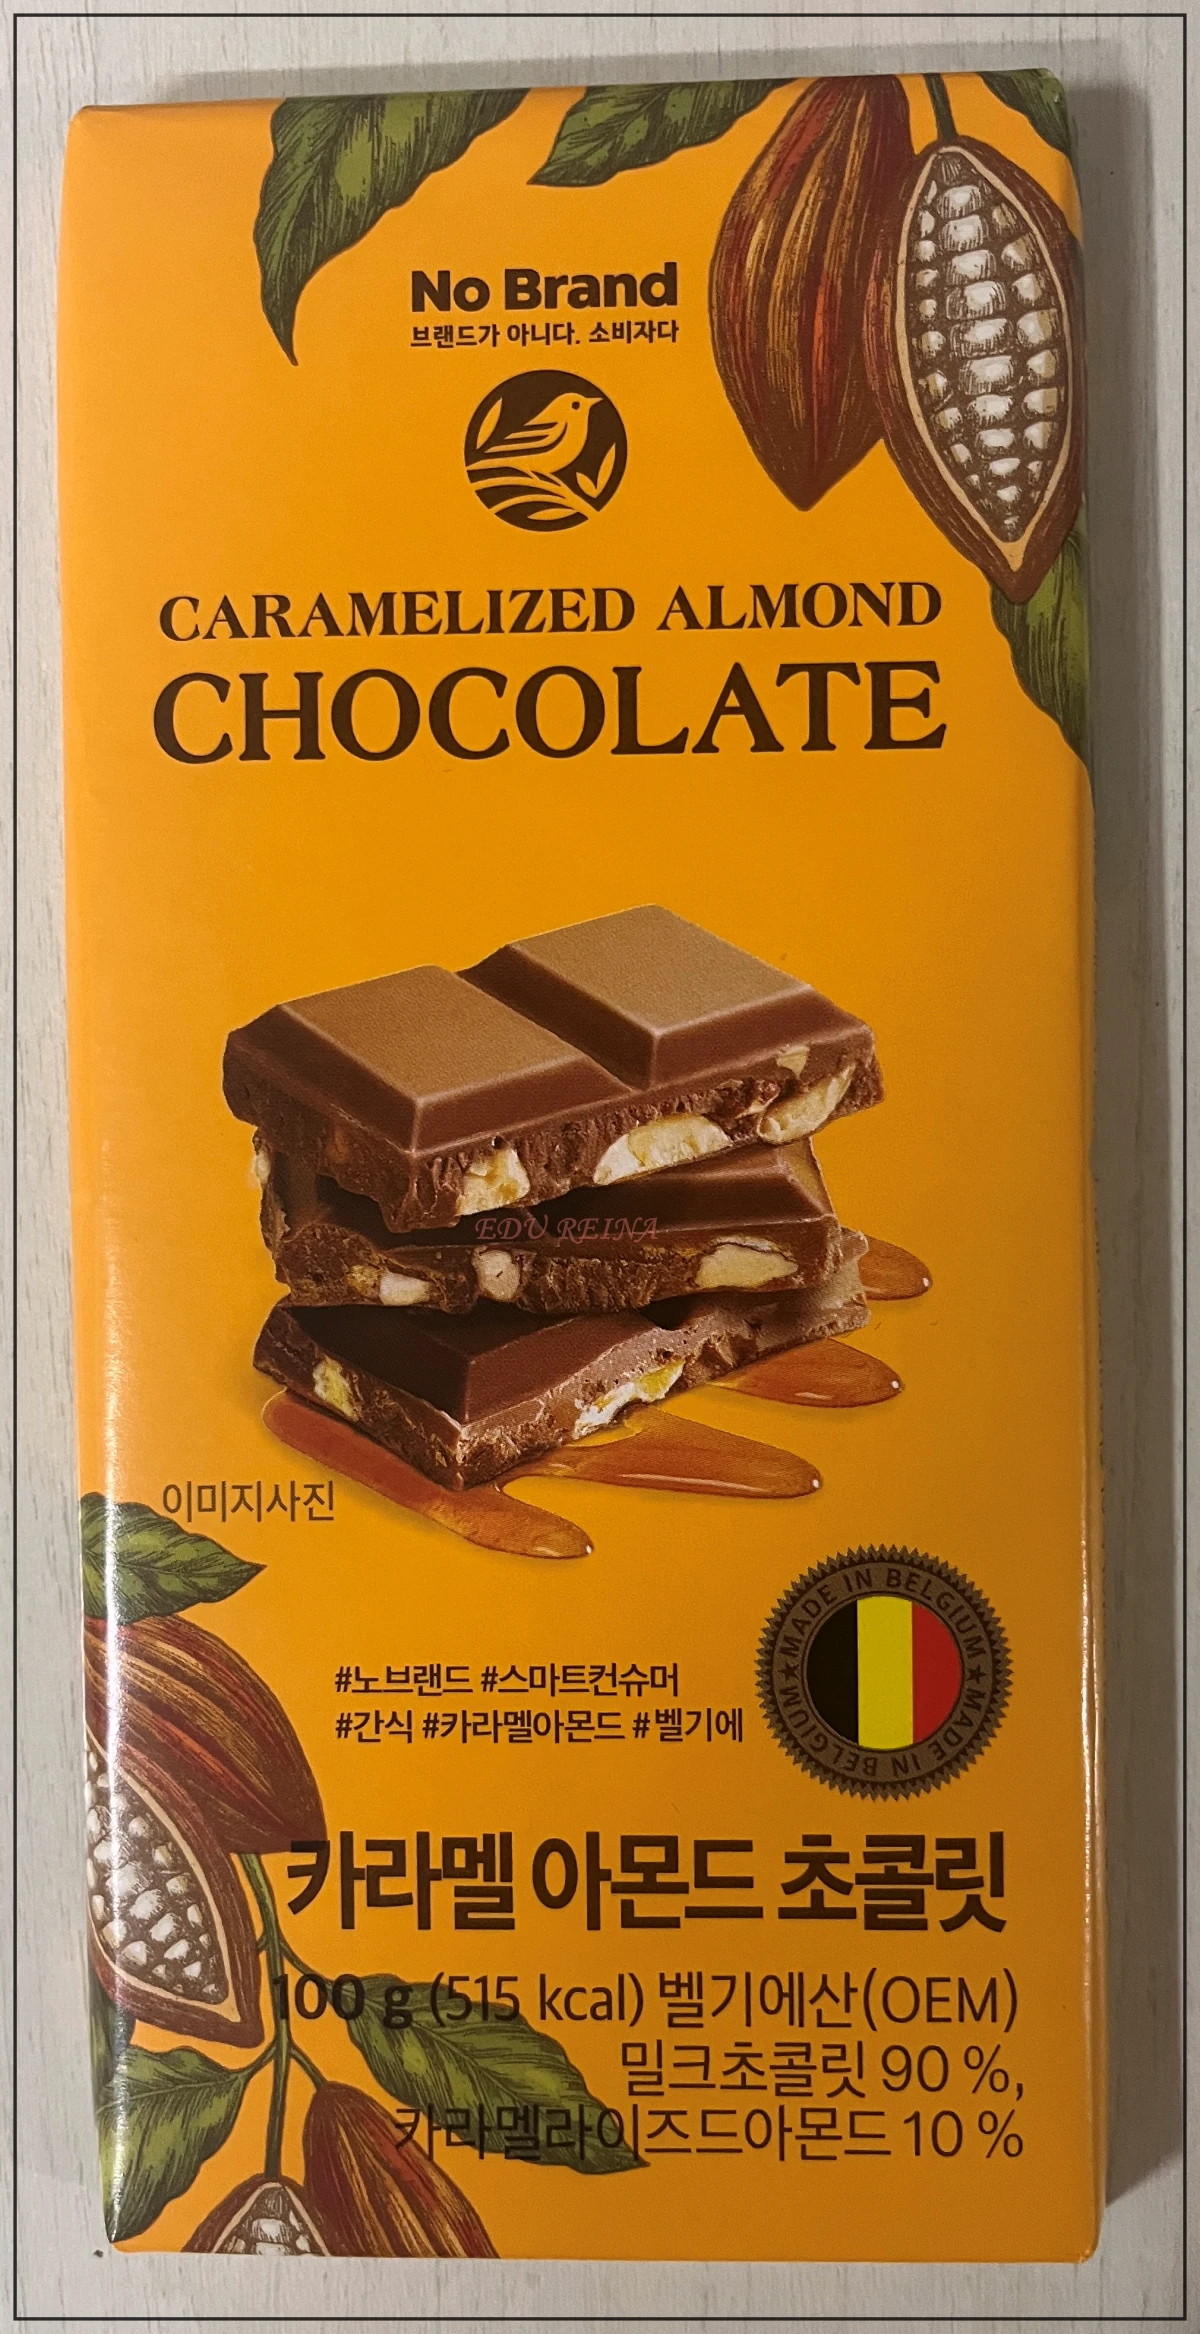 No Brand
브랜드가 아니다. 소비자다
CARAMELIZED ALMOND
CHOCOLATE
EDU REINA
이미지사진
MADE IN BELGIUM ★ MADE IN BELGIUM ★
#노브랜드 #스마트컨슈머
#간식 #카라멜아몬드 #벨기에
카라멜 아몬드 초콜릿
100 g (515 kcal) 벨기에산(OEM)
밀크초콜릿 90 %,
카라멜라이즈드아몬드 10 %